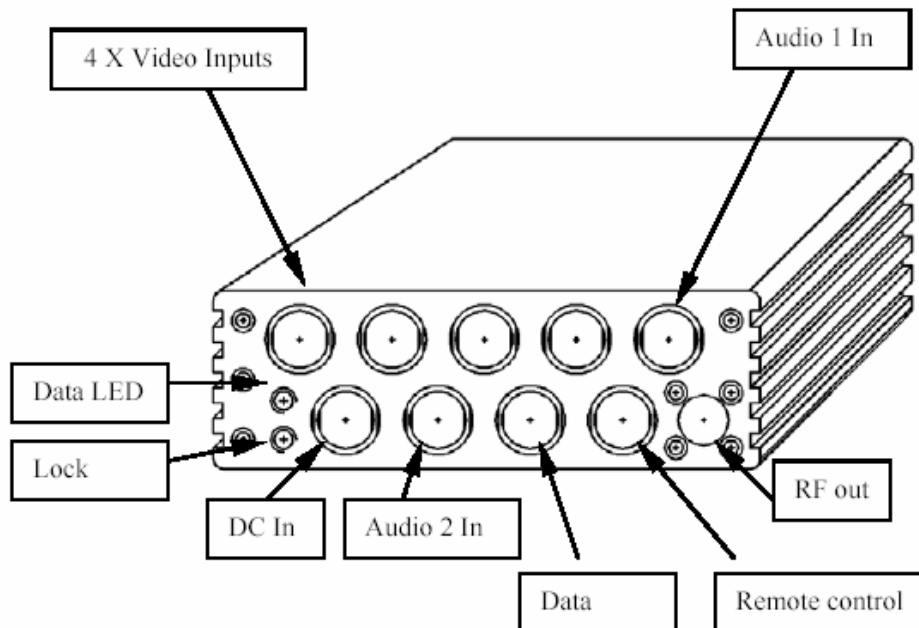 4 X Video Inputs
Audio 1 In
Data LED
Lock
DC In
Audio 2 In
RF out
Data
Remote control